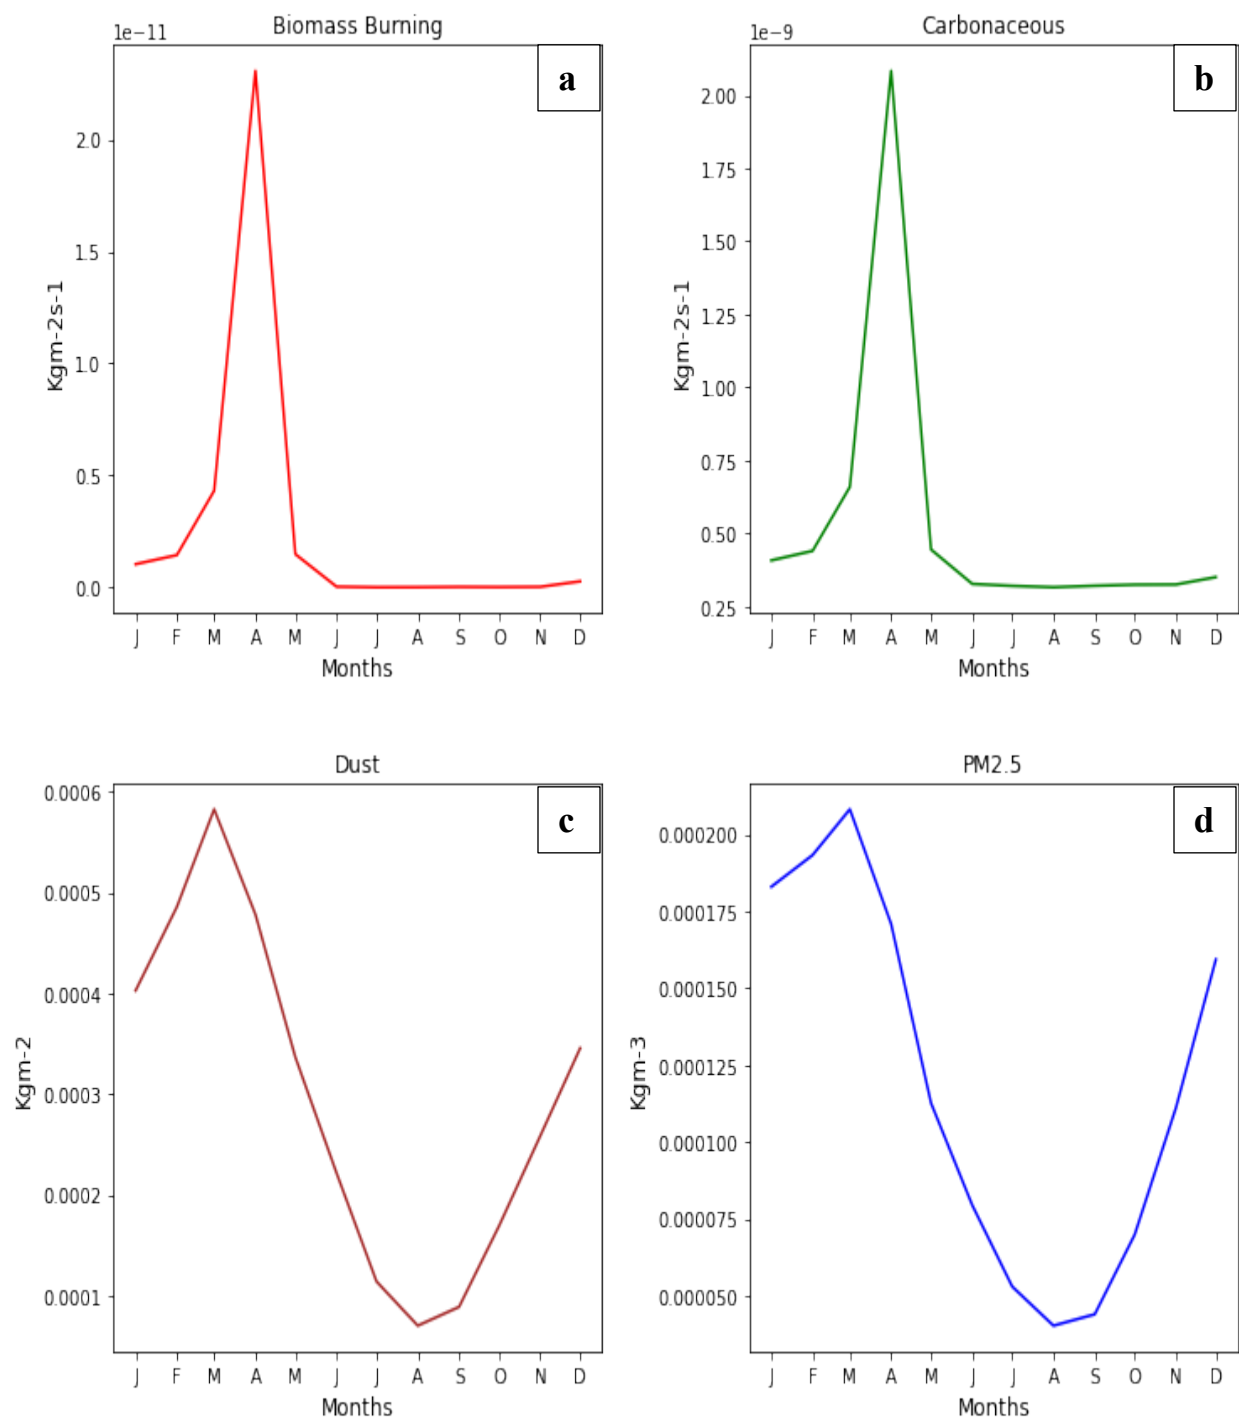 Biomass Burning
1e−11
a
2.0
1.5
1.0
0.5
0.0
Kgm-2s-1
J F M A M J J A S O N D
Months
Carbonaceous
1e−9
b
2.00
1.75
1.50
1.25
1.00
0.75
0.50
0.25
Kgm-2s-1
J F M A M J J A S O N D
Months
Dust
c
0.0006
0.0005
0.0004
0.0003
0.0002
0.0001
Kgm-2
J F M A M J J A S O N D
Months
PM2.5
d
0.000200
0.000175
0.000150
0.000125
0.000100
0.000075
0.000050
Kgm-3
J F M A M J J A S O N D
Months